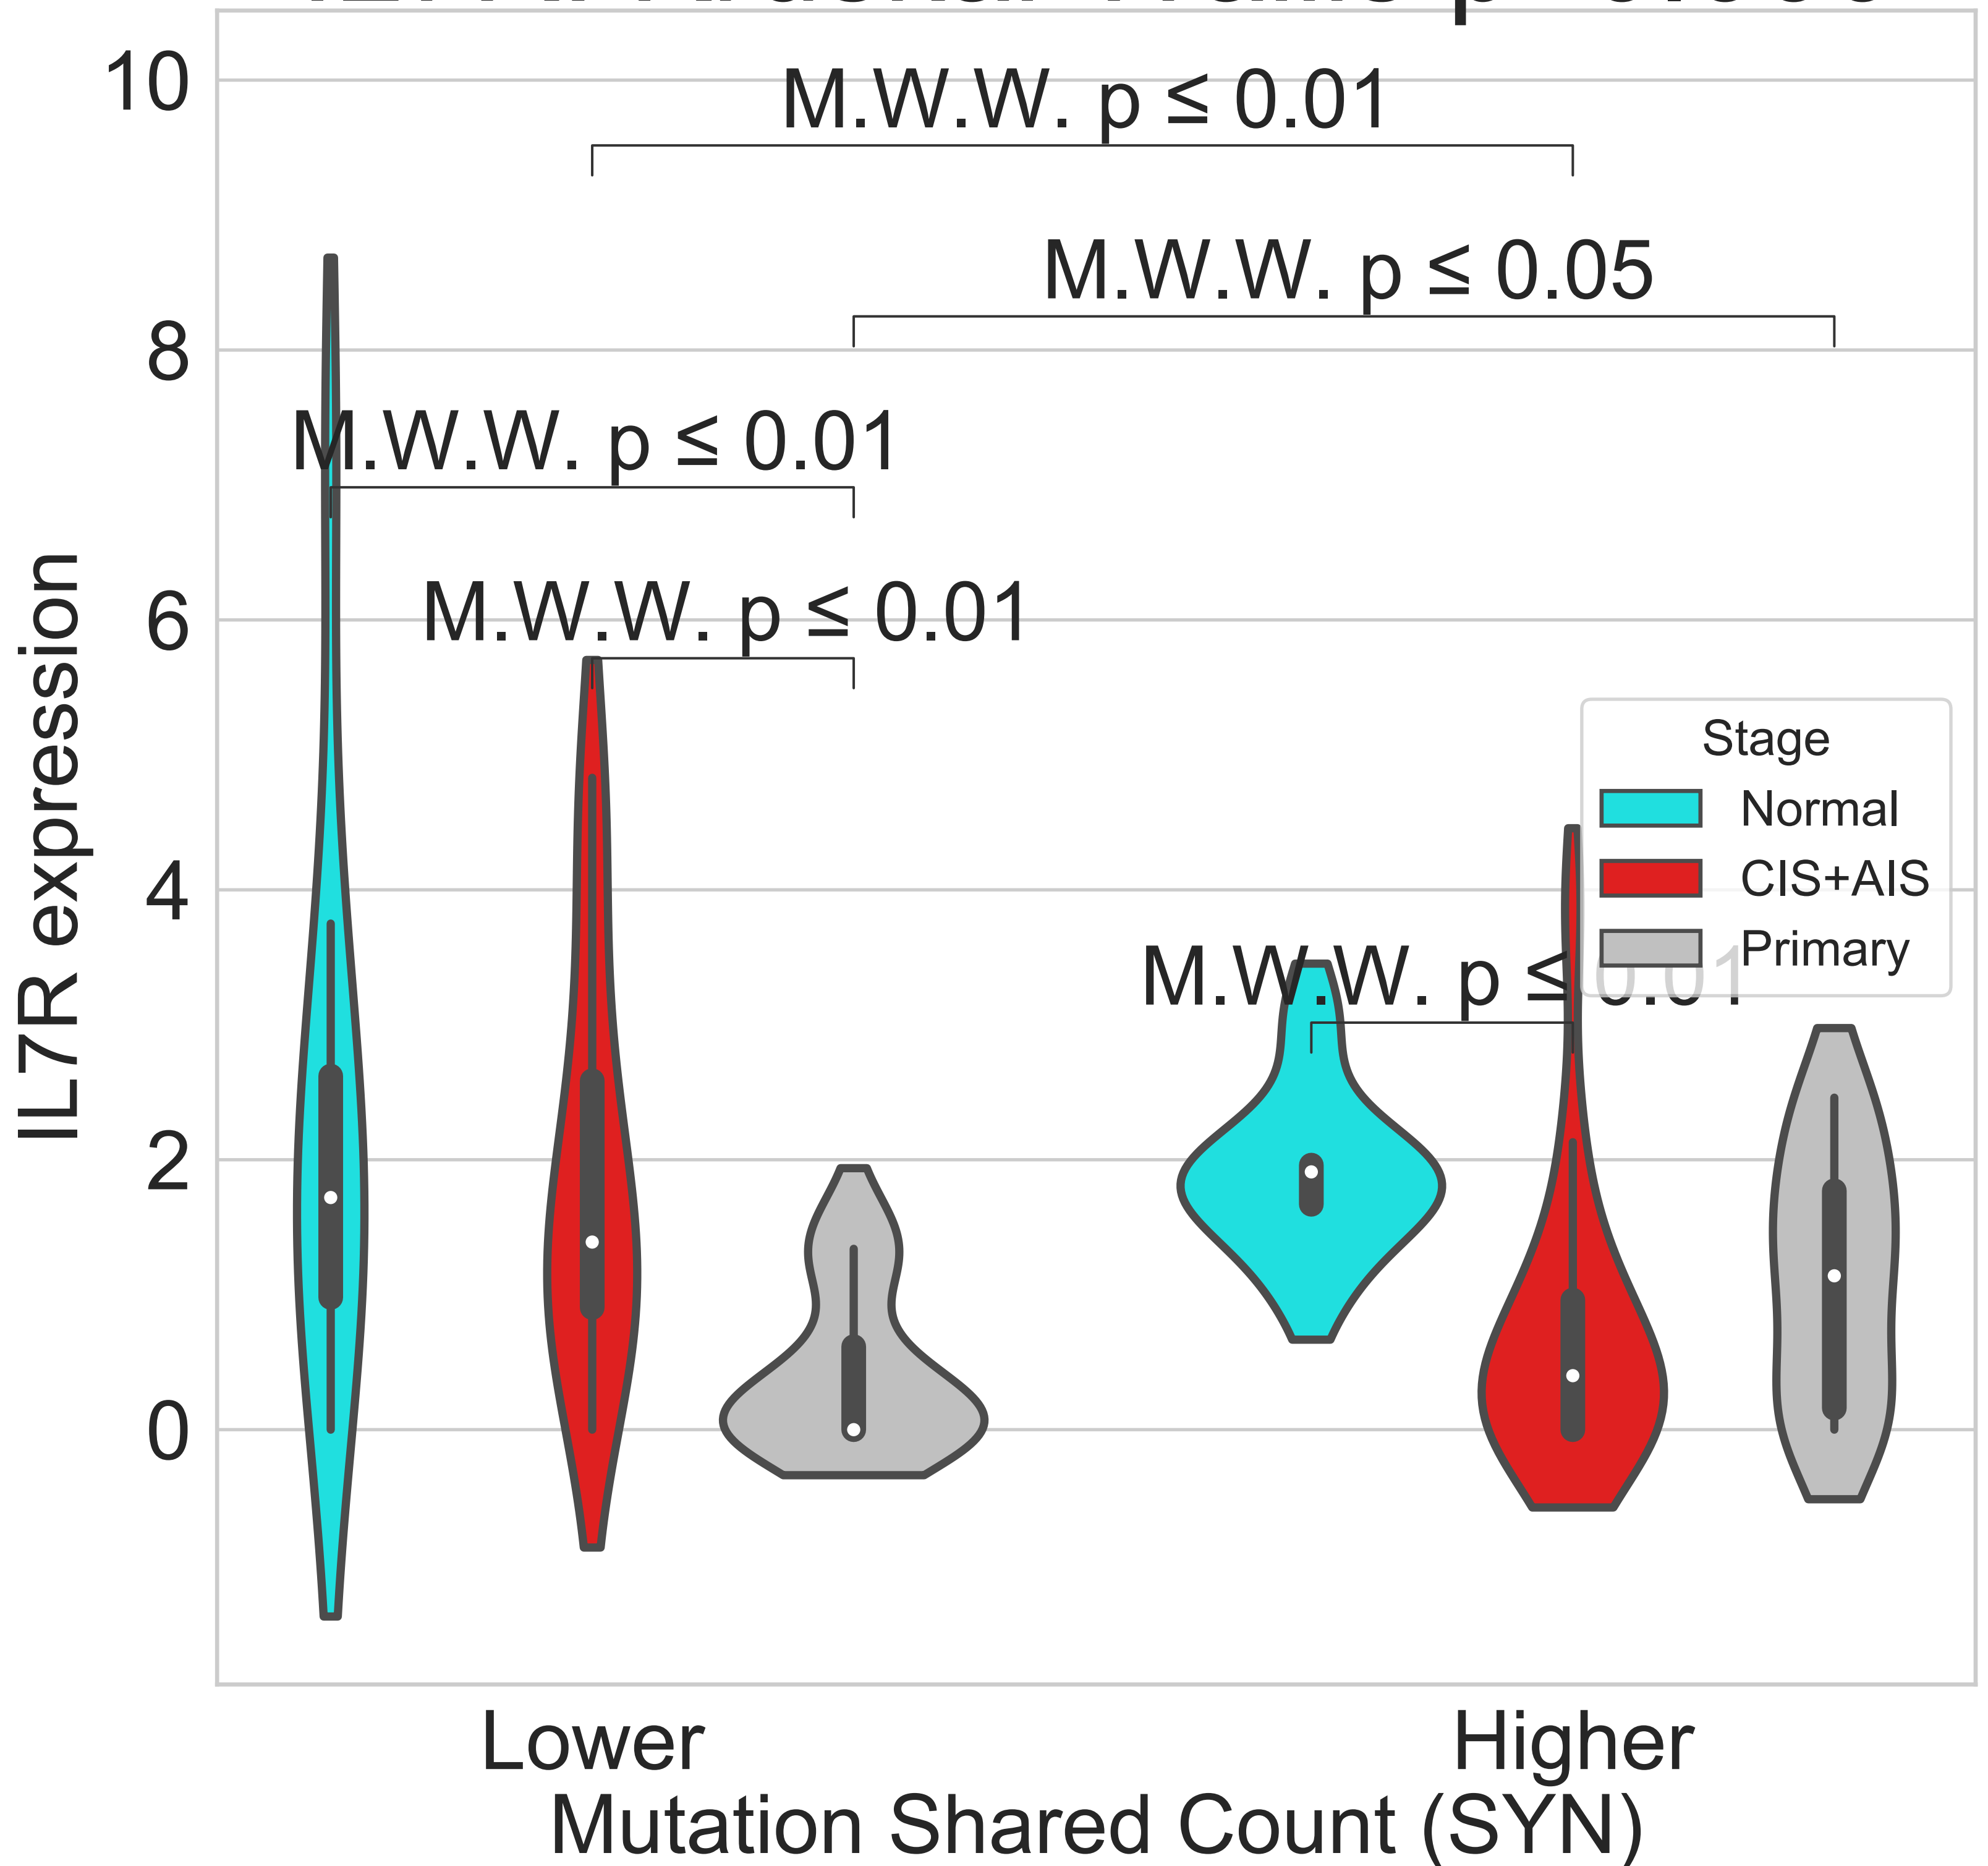 10
M.W.W. p ≤ 0.01
M.W.W. p ≤ 0.05
8
M.W.W. p ≤ 0.01
6
M.W.W. p ≤ 0.01
IL7R expression
Stage
Normal
CIS+AIS
Primary
4
M.W.W. p ≤ 0.01
2
0
Lower
Higher
Mutation Shared Count (SYN)